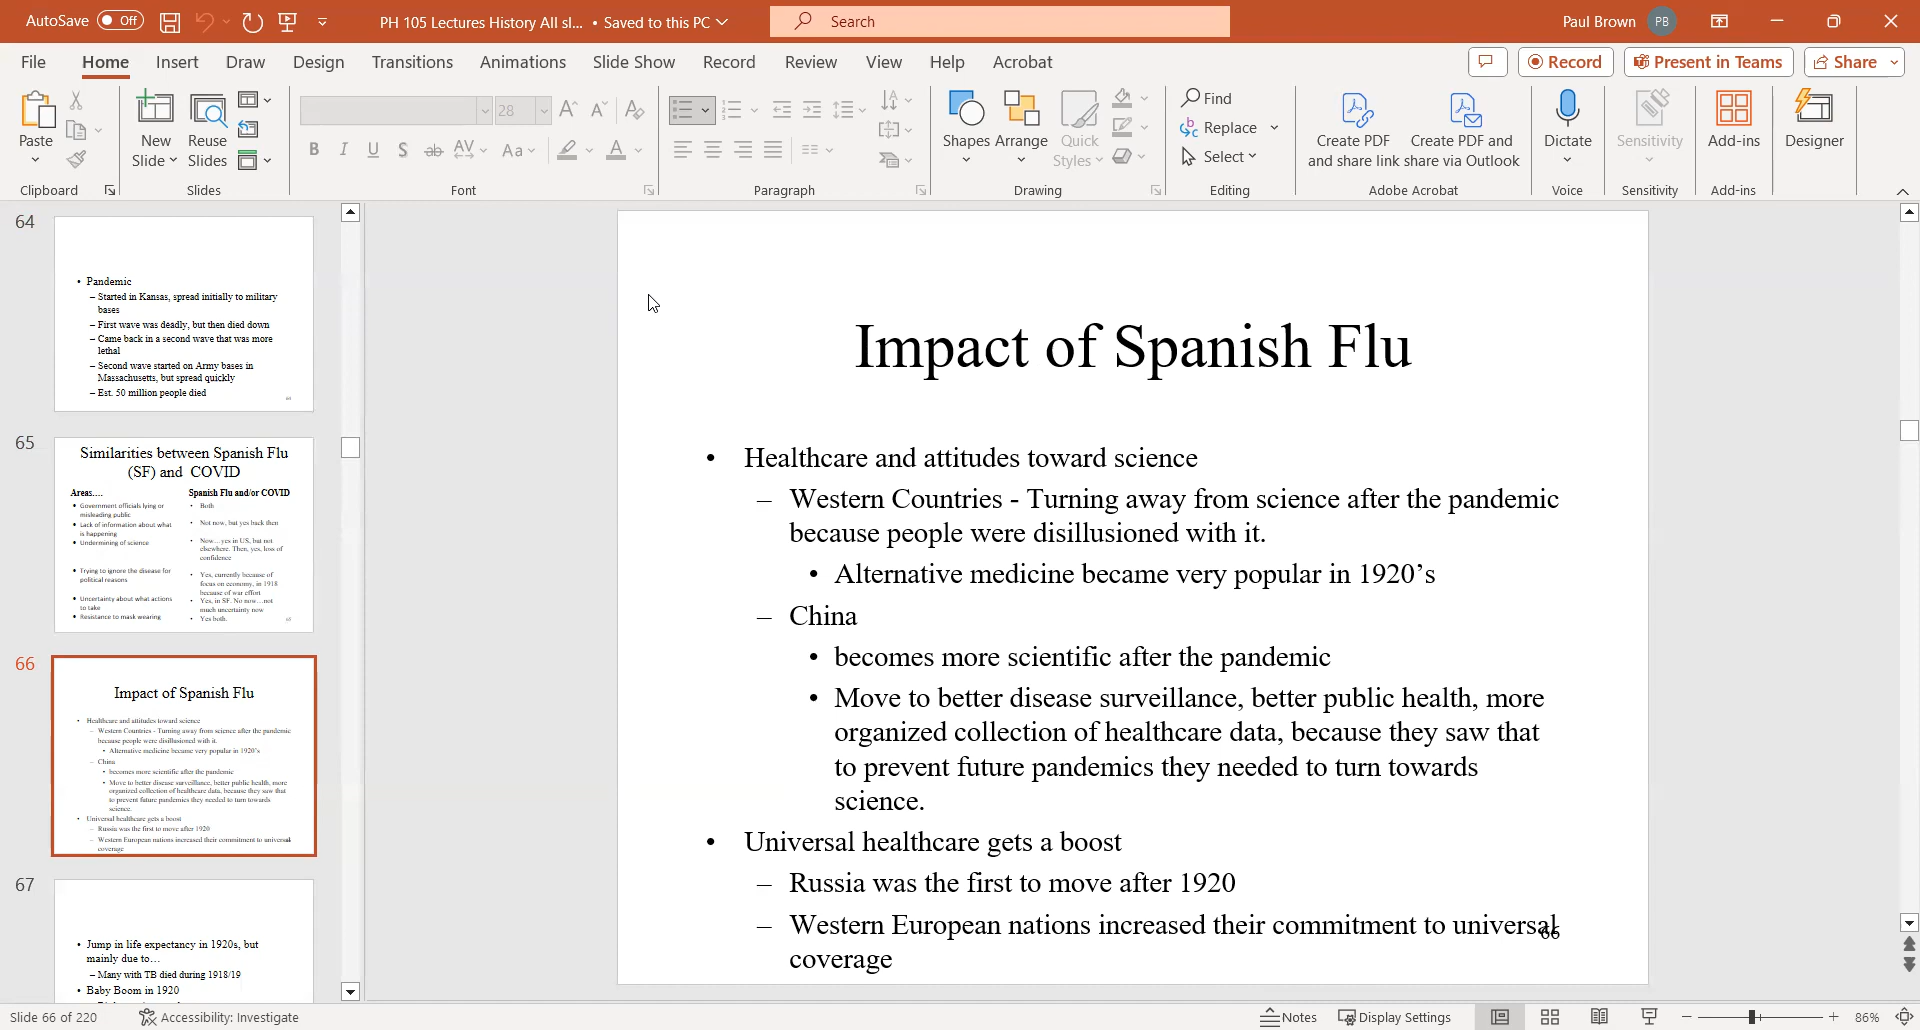 AutoSave Off PH 105 Lectures History All sl... • Saved to this PC Search Paul Brown PB
File Home Insert Draw Design Transitions Animations Slide Show Record Review View Help Acrobat Record Present in Teams Share
Paste New Slide Reuse Slides 28 Shapes Arrange Quick Styles Find Replace Select Create PDF and share link Create PDF and share via Outlook Dictate Sensitivity Add-ins Designer
Clipboard Slides Font Paragraph Drawing Editing Adobe Acrobat Voice Sensitivity Add-ins
64
• Pandemic
– Started in Kansas, spread initially to military
bases
– First wave was deadly, but then died down
– Came back in a second wave that was more
lethal
– Second wave started on Army bases in
Massachusetts, but spread quickly
– Est. 50 million people died
65
Similarities between Spanish Flu
(SF) and COVID
Areas.... Spanish Flu and/or COVID
• Government officials lying or
misleading public
• Lack of information about what
is happening
• Undermining of science
• Trying to ignore the disease for
political reasons
• Uncertainty about what actions
to take
• Resistance to mask wearing
• Both
• Not now, but yes back then
• Now... yes in US, but not
elsewhere. Then, yes, loss of
confidence
• Yes, currently because of
focus on economy, in 1918
because of war effort
• Yes, in SF. No now...not
much uncertainty now
• Yes both.
66
Impact of Spanish Flu
• Healthcare and attitudes toward science
– Western Countries - Turning away from science after the pandemic
because people were disillusioned with it.
• Alternative medicine became very popular in 1920's
– China
• becomes more scientific after the pandemic
• Move to better disease surveillance, better public health, more
organized collection of healthcare data, because they saw that
to prevent future pandemics they needed to turn towards
science.
• Universal healthcare gets a boost
– Russia was the first to move after 1920
– Western European nations increased their commitment to universal
coverage
67
• Jump in life expectancy in 1920s, but
mainly due to…
– Many with TB died during 1918/19
• Baby Boom in 1920
Impact of Spanish Flu
• Healthcare and attitudes toward science
– Western Countries - Turning away from science after the pandemic
because people were disillusioned with it.
• Alternative medicine became very popular in 1920’s
– China
• becomes more scientific after the pandemic
• Move to better disease surveillance, better public health, more
organized collection of healthcare data, because they saw that
to prevent future pandemics they needed to turn towards
science.
• Universal healthcare gets a boost
– Russia was the first to move after 1920
– Western European nations increased their commitment to universal
coverage
66
Slide 66 of 220 Accessibility: Investigate Notes Display Settings 86%